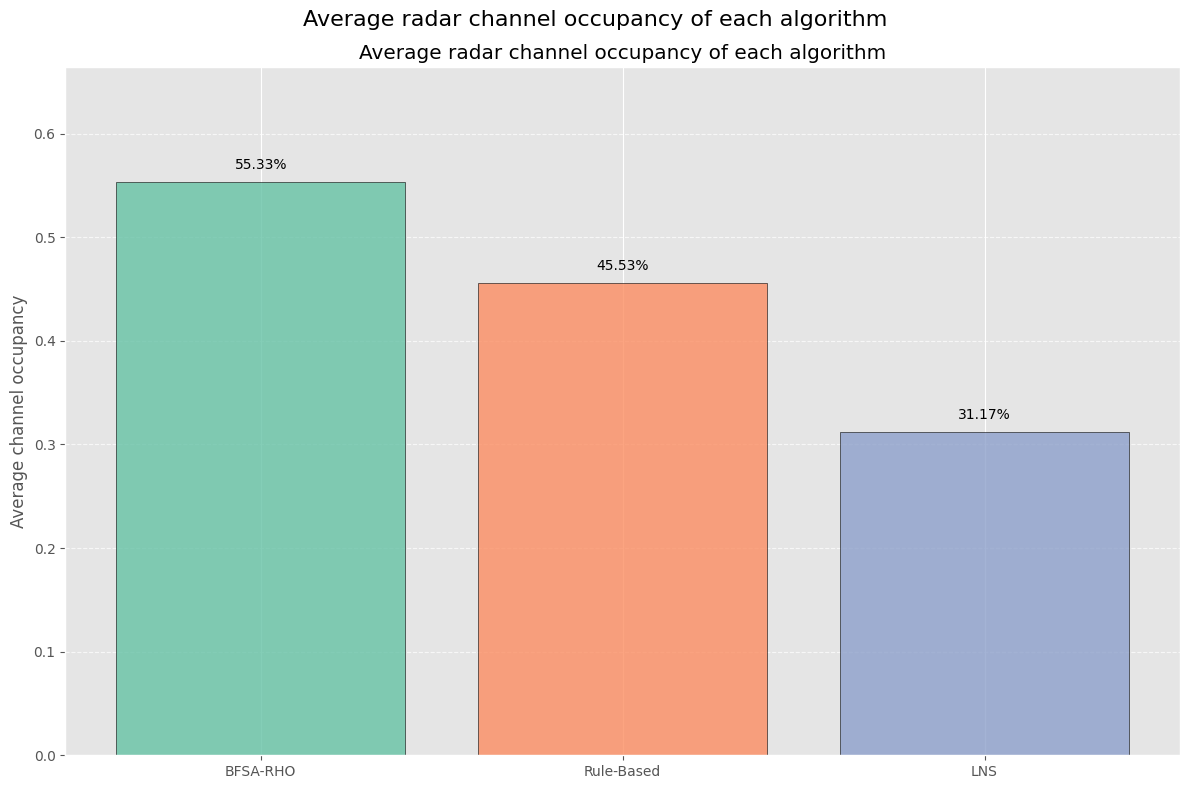 Average radar channel occupancy of each algorithm
Average radar channel occupancy of each algorithm
Average channel occupancy
0.6
0.5
0.4
0.3
0.2
0.1
0.0
55.33%
45.53%
31.17%
BFSA-RHO
Rule-Based
LNS